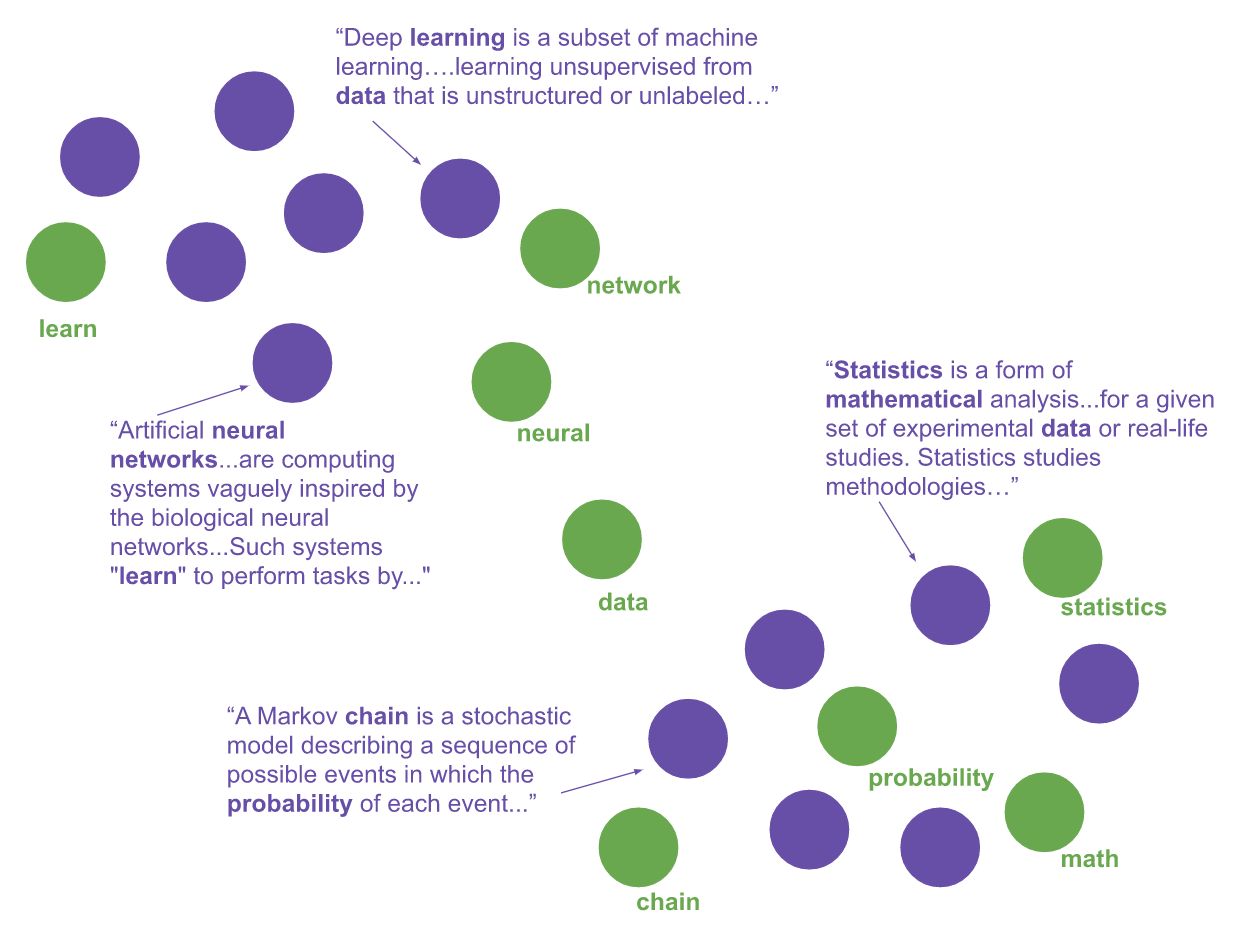 “Deep learning is a subset of machine
learning….learning unsupervised from
data that is unstructured or unlabeled…”
network
learn
neural
“Artificial neural
networks...are computing
systems vaguely inspired by
the biological neural
networks...Such systems
"learn" to perform tasks by..."
“Statistics is a form of
mathematical analysis...for a given
set of experimental data or real-life
studies. Statistics studies
methodologies…”
data
statistics
“A Markov chain is a stochastic
model describing a sequence of
possible events in which the
probability of each event...”
probability
math
chain